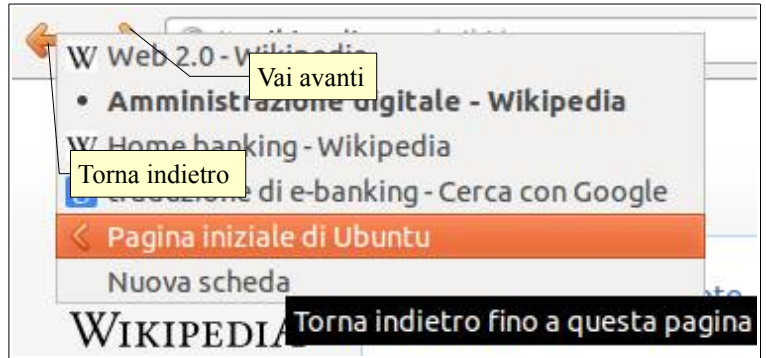 Web 2.0 - Wikipedia
Vai avanti
Amministrazione digitale - Wikipedia
Home banking - Wikipedia
Torna indietro
di e-banking - Cerca con Google
Pagina iniziale di Ubuntu
Nuova scheda
WIKIPEDIA
Torna indietro fino a questa pagina